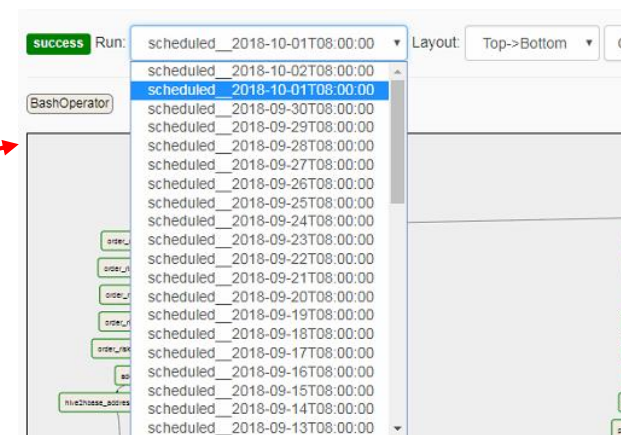 success Run: scheduled__2018-10-01T08:00:00 Layout: Top->Bottom
scheduled__2018-10-02T08:00:00
scheduled__2018-10-01T08:00:00
BashOperator
scheduled__2018-09-30T08:00:00
scheduled__2018-09-29T08:00:00
scheduled__2018-09-28T08:00:00
scheduled__2018-09-27T08:00:00
scheduled__2018-09-26T08:00:00
scheduled__2018-09-25T08:00:00
scheduled__2018-09-24T08:00:00
scheduled__2018-09-23T08:00:00
scheduled__2018-09-22T08:00:00
scheduled__2018-09-21T08:00:00
scheduled__2018-09-20T08:00:00
scheduled__2018-09-19T08:00:00
scheduled__2018-09-18T08:00:00
scheduled__2018-09-17T08:00:00
scheduled__2018-09-16T08:00:00
scheduled__2018-09-15T08:00:00
scheduled__2018-09-14T08:00:00
scheduled__2018-09-13T08:00:00